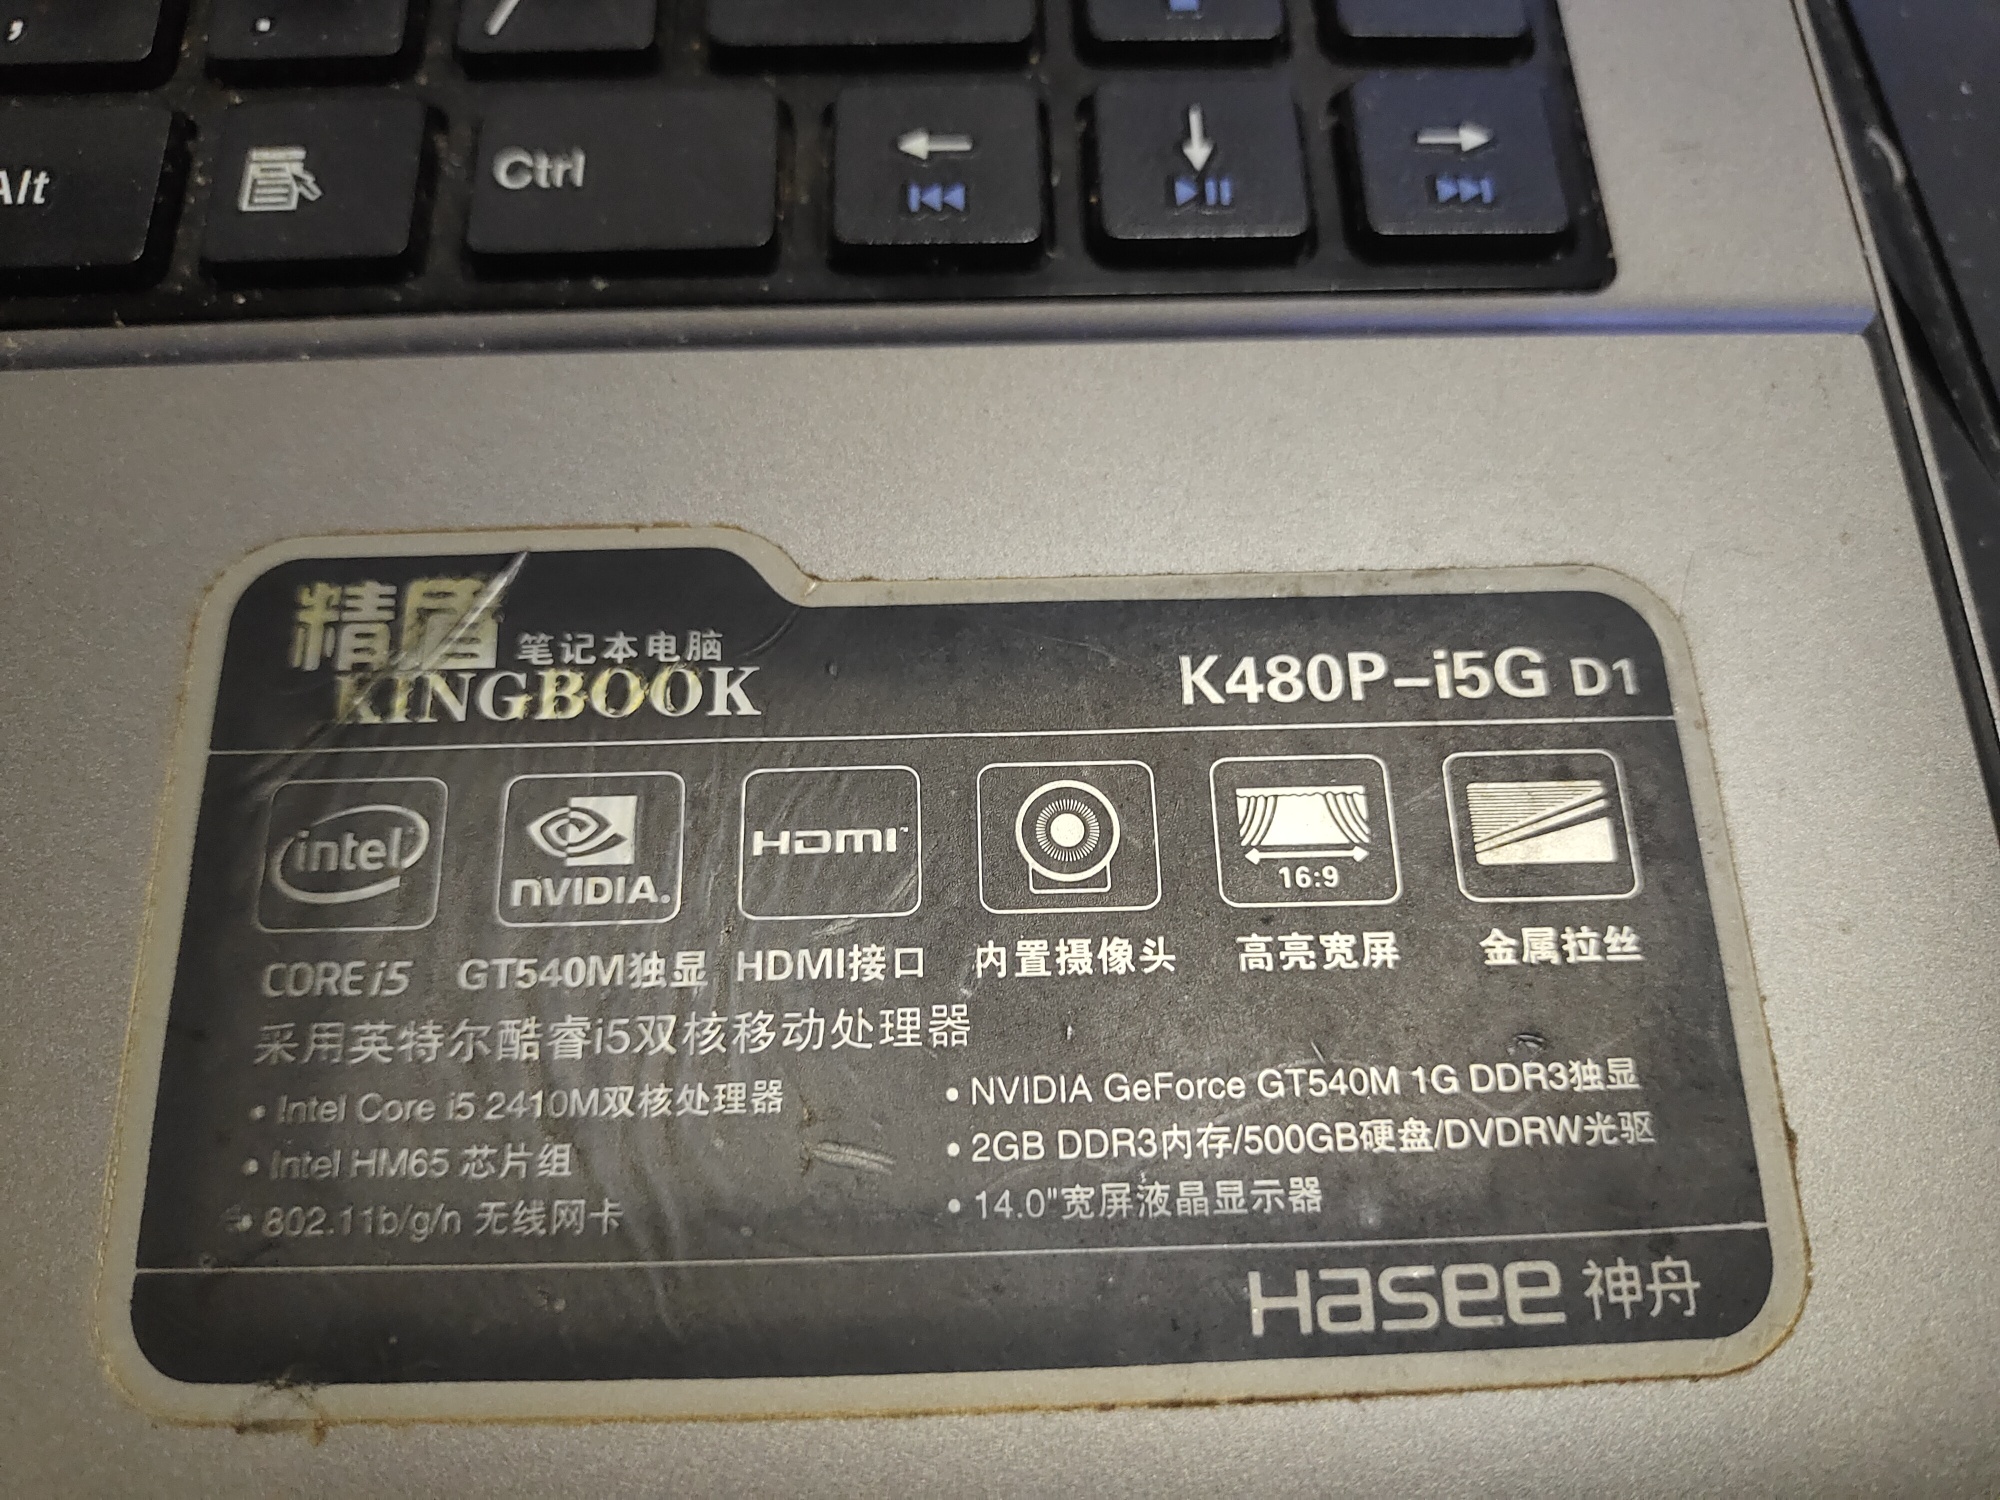 , . /
Alt Ctrl
精盾 笔记本电脑
KINGBOOK
K480P-i5G D1
intel
NVIDIA.
HDMI
16:9
CORE i5 GT540M独显 HDMI接口 内置摄像头 高亮宽屏 金属拉丝
采用英特尔酷睿i5双核移动处理器
• Intel Core i5 2410M双核处理器
• Intel HM65 芯片组
• 802.11b/g/n 无线网卡
• NVIDIA GeForce GT540M 1G DDR3独显
• 2GB DDR3内存/500GB硬盘/DVDRW光驱
• 14.0"宽屏液晶显示器
Hasee 神舟